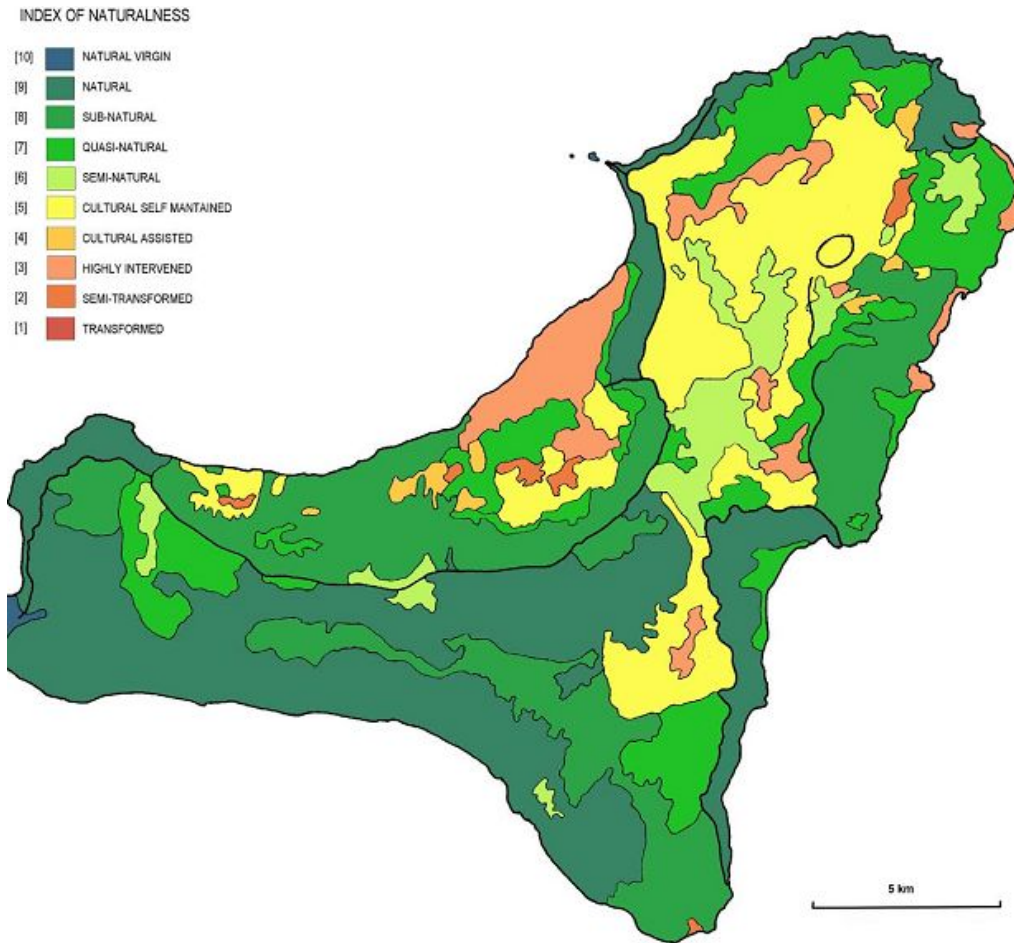 INDEX OF NATURALNESS
[10] NATURAL VIRGIN
[9] NATURAL
[8] SUB-NATURAL
[7] QUASI-NATURAL
[6] SEMI-NATURAL
[5] CULTURAL SELF MANTAINED
[4] CULTURAL ASSISTED
[3] HIGHLY INTERVENED
[2] SEMI-TRANSFORMED
[1] TRANSFORMED
5 km